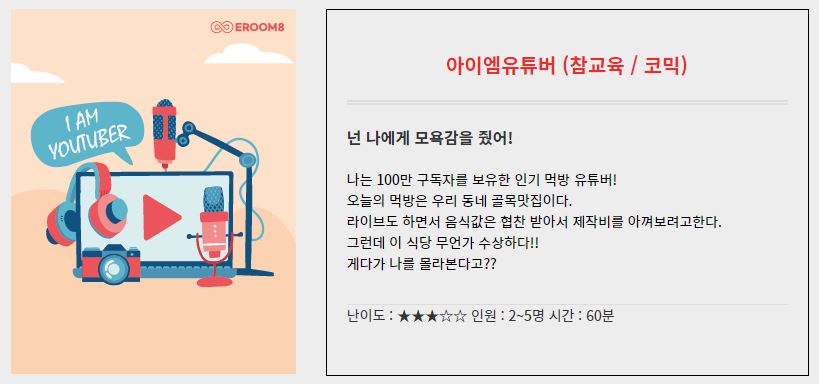 EROOM8
I AM
YOUTUBER
아이엠유튜버 (참교육 / 코믹)
넌 나에게 모욕감을 줬어!
나는 100만 구독자를 보유한 인기 먹방 유튜버!
오늘의 먹방은 우리 동네 골목맛집이다.
라이브도 하면서 음식값은 협찬 받아서 제작비를 아껴보려고한다.
그런데 이 식당 무언가 수상하다!!
게다가 나를 몰라본다고??
난이도 : ★★★☆☆ 인원 : 2~5명 시간 : 60분